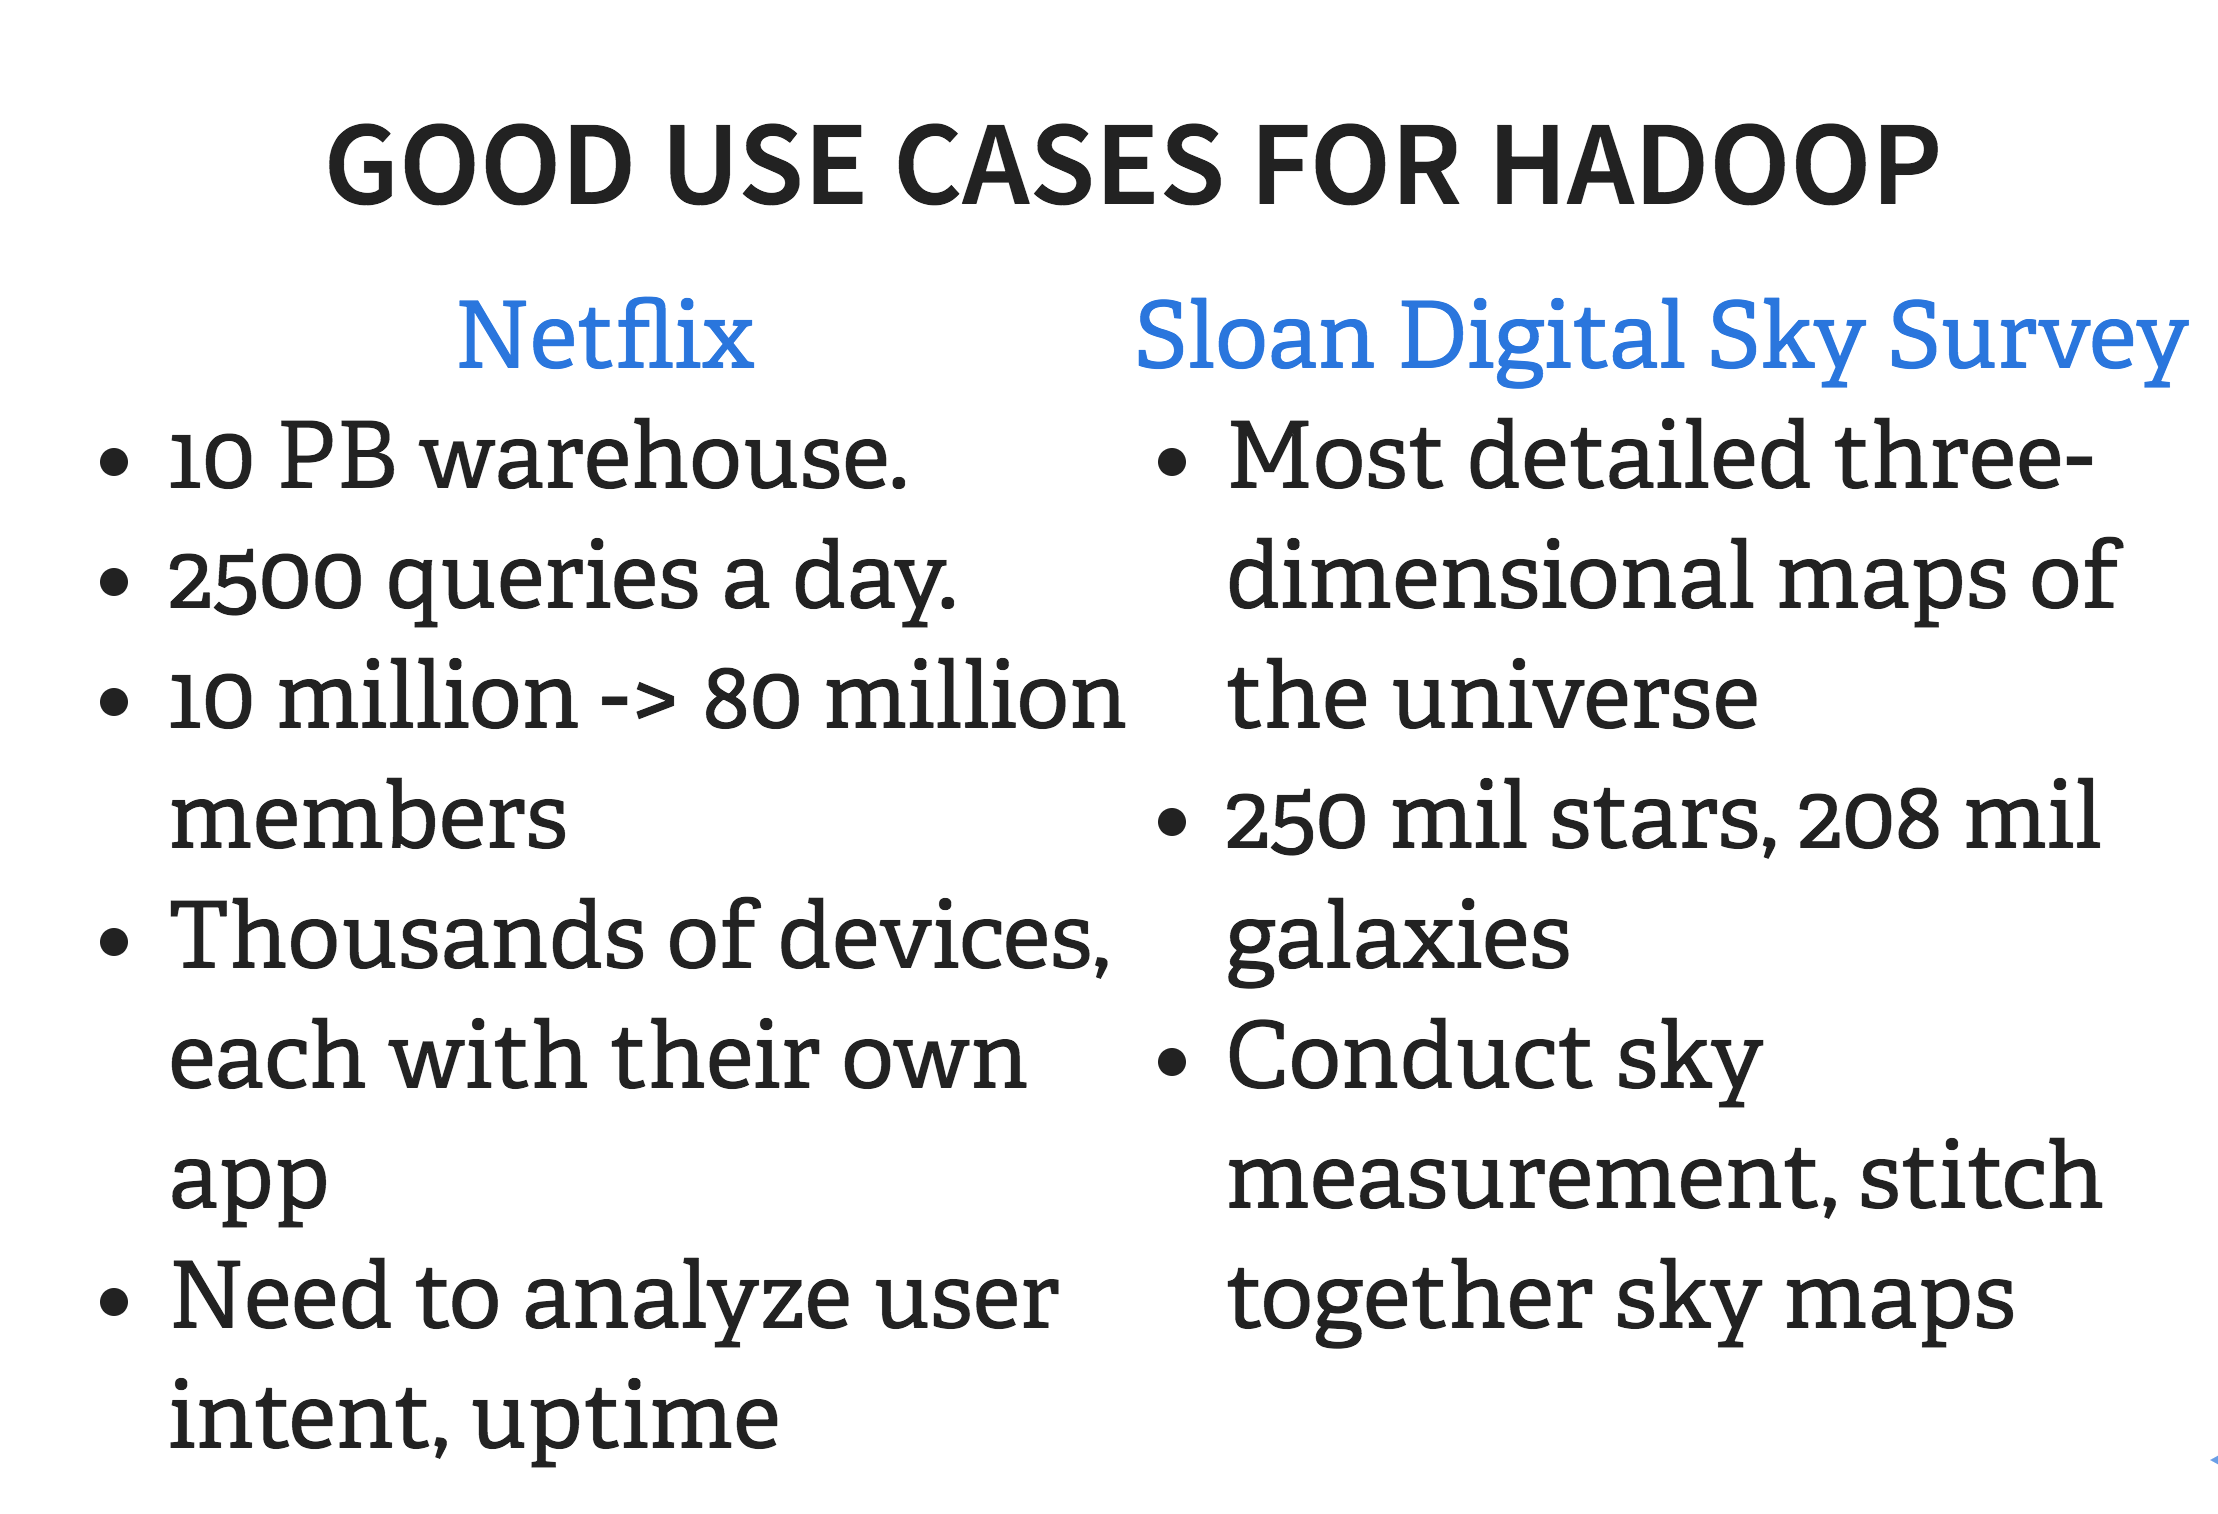 GOOD USE CASES FOR HADOOP
Netflix
• 10 PB warehouse.
• 2500 queries a day.
• 10 million -> 80 million
members
• Thousands of devices,
each with their own
app
• Need to analyze user
intent, uptime
Sloan Digital Sky Survey
• Most detailed three-
dimensional maps of
the universe
• 250 mil stars, 208 mil
galaxies
• Conduct sky
measurement, stitch
together sky maps